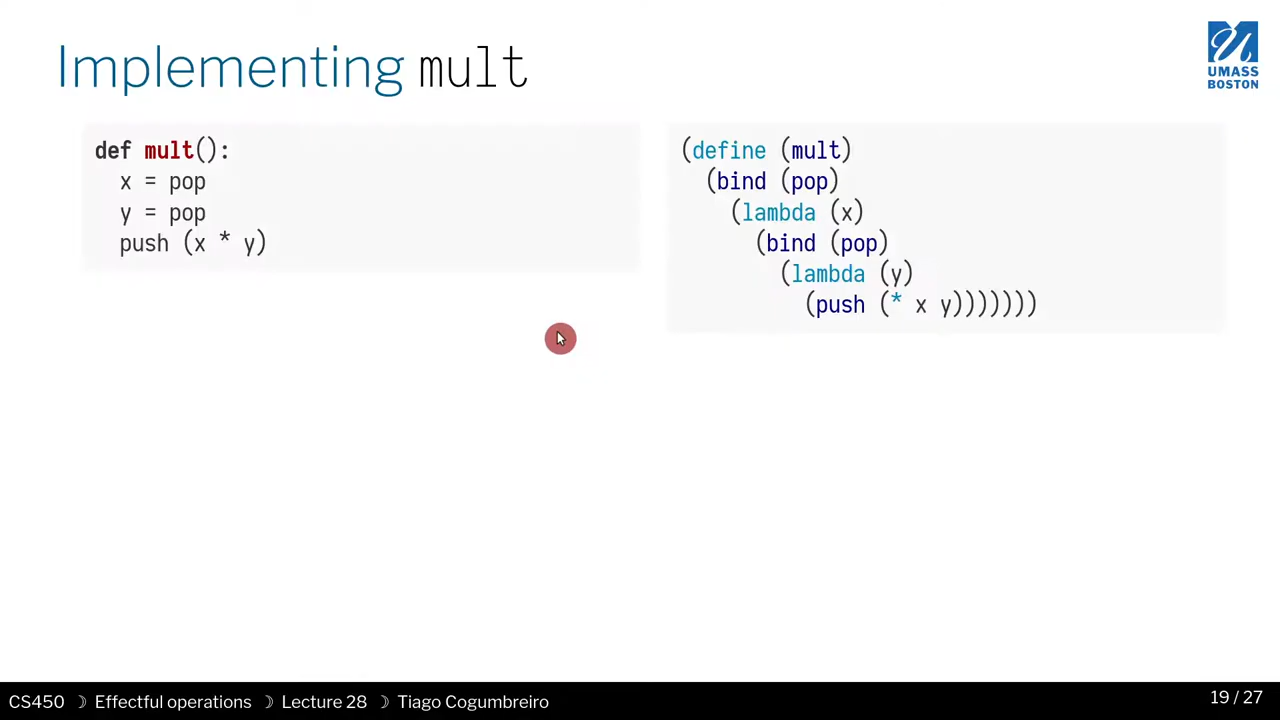 Implementing mult
UMASS
BOSTON
def mult():
x = pop
y = pop
push (x * y)
(define (mult)
(bind (pop)
(lambda (x)
(bind (pop)
(lambda (y)
(push (* x y)))))))
CS450 ☽ Effectful operations ☽ Lecture 28 ☽ Tiago Cogumbreiro
19 / 27